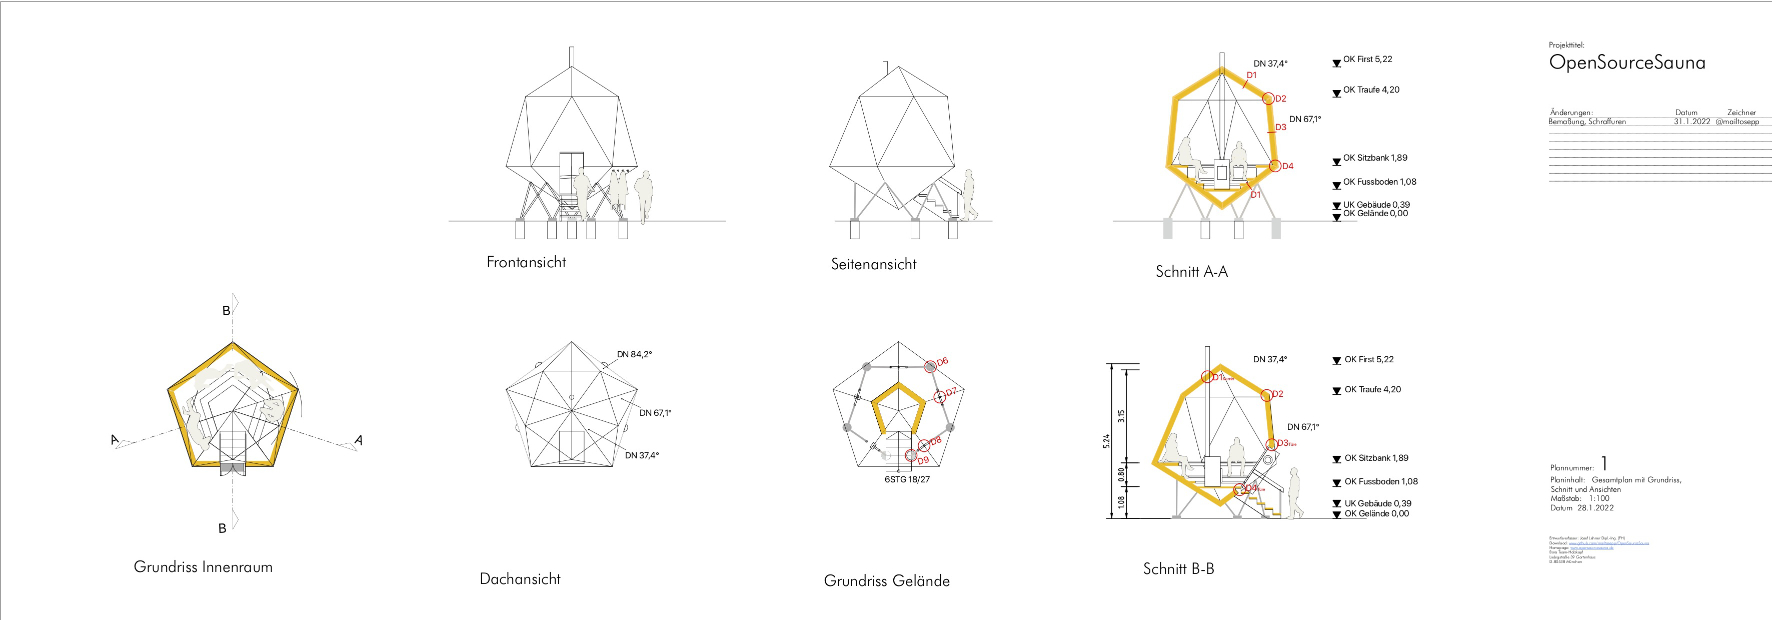 Projekttitel:
OpenSourceSauna
Änderungen: Datum Zeichner
Bemaßung, Schraffuren 31.1.2022 @mailtosepp
Frontansicht
Seitenansicht
DN 37,4°
D1
D2
DN 67,1°
D3
D4
D1
OK First 5,22
OK Traufe 4,20
OK Sitzbank 1,89
OK Fussboden 1,08
UK Gebäude 0,39
OK Gelände 0,00
Schnitt A-A
B
A
A
B
Grundriss Innenraum
DN 84,2°
DN 67,1°
DN 37,4°
Dachansicht
D6
D7
D8
D9
6STG 18/27
Grundriss Gelände
5.24
3.15
0.80
1.08
DN 37,4°
D2
DN 67,1°
OK First 5,22
OK Traufe 4,20
OK Sitzbank 1,89
OK Fussboden 1,08
UK Gebäude 0,39
OK Gelände 0,00
Schnitt B-B
Plannummer: 1
Planinhalt: Gesamtplan mit Grundriss,
Schnitt und Ansichten
Maßstab: 1:100
Datum 28.1.2022